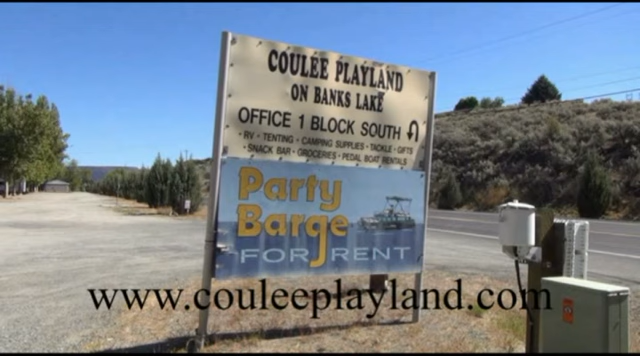 COULEE PLAYLAND
ON BANKS LAKE
OFFICE 1 BLOCK SOUTH
• RV • TENTING • CAMPING SUPPLIES • TACKLE • GIFTS
• SNACK BAR • GROCERIES • PEDAL BOAT RENTALS
Party
Barge
FOR RENT
www.couleeplayland.com